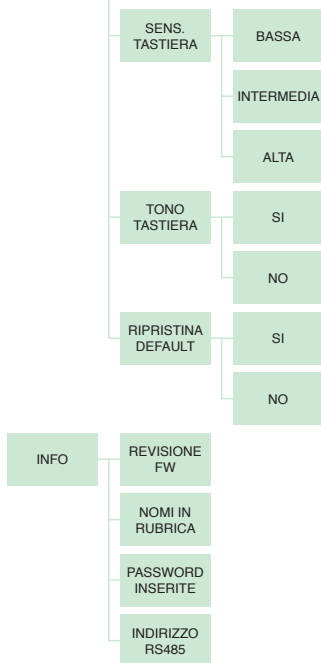 SENS.
TASTIERA
BASSA
INTERMEDIA
ALTA
TONO
TASTIERA
SI
NO
RIPRISTINA
DEFAULT
SI
NO
INFO
REVISIONE
FW
NOMI IN
RUBRICA
PASSWORD
INSERITE
INDIRIZZO
RS485